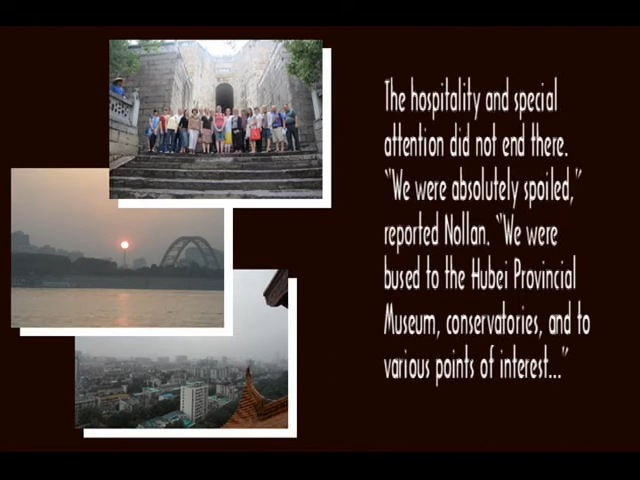 The hospitality and special
attention did not end there.
"We were absolutely spoiled,"
reported Nollan. "We were
bused to the Hubei Provincial
Museum, conservatories, and to
various points of interest..."